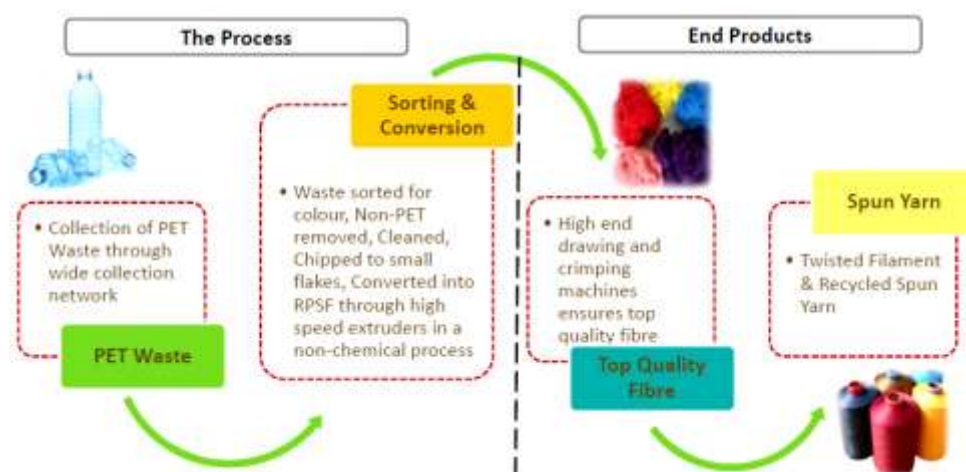 The Process
End Products
Sorting &
Conversion
• Collection of PET
Waste through
wide collection
network
PET Waste
• Waste sorted for
colour, Non-PET
removed, Cleaned,
Chipped to small
flakes, Converted into
RPSF through high
speed extruders in a
non-chemical process
• High end
drawing and
crimping
machines
ensures top
quality fibre
Top Quality
Fibre
Spun Yarn
• Twisted Filament
& Recycled Spun
Yarn